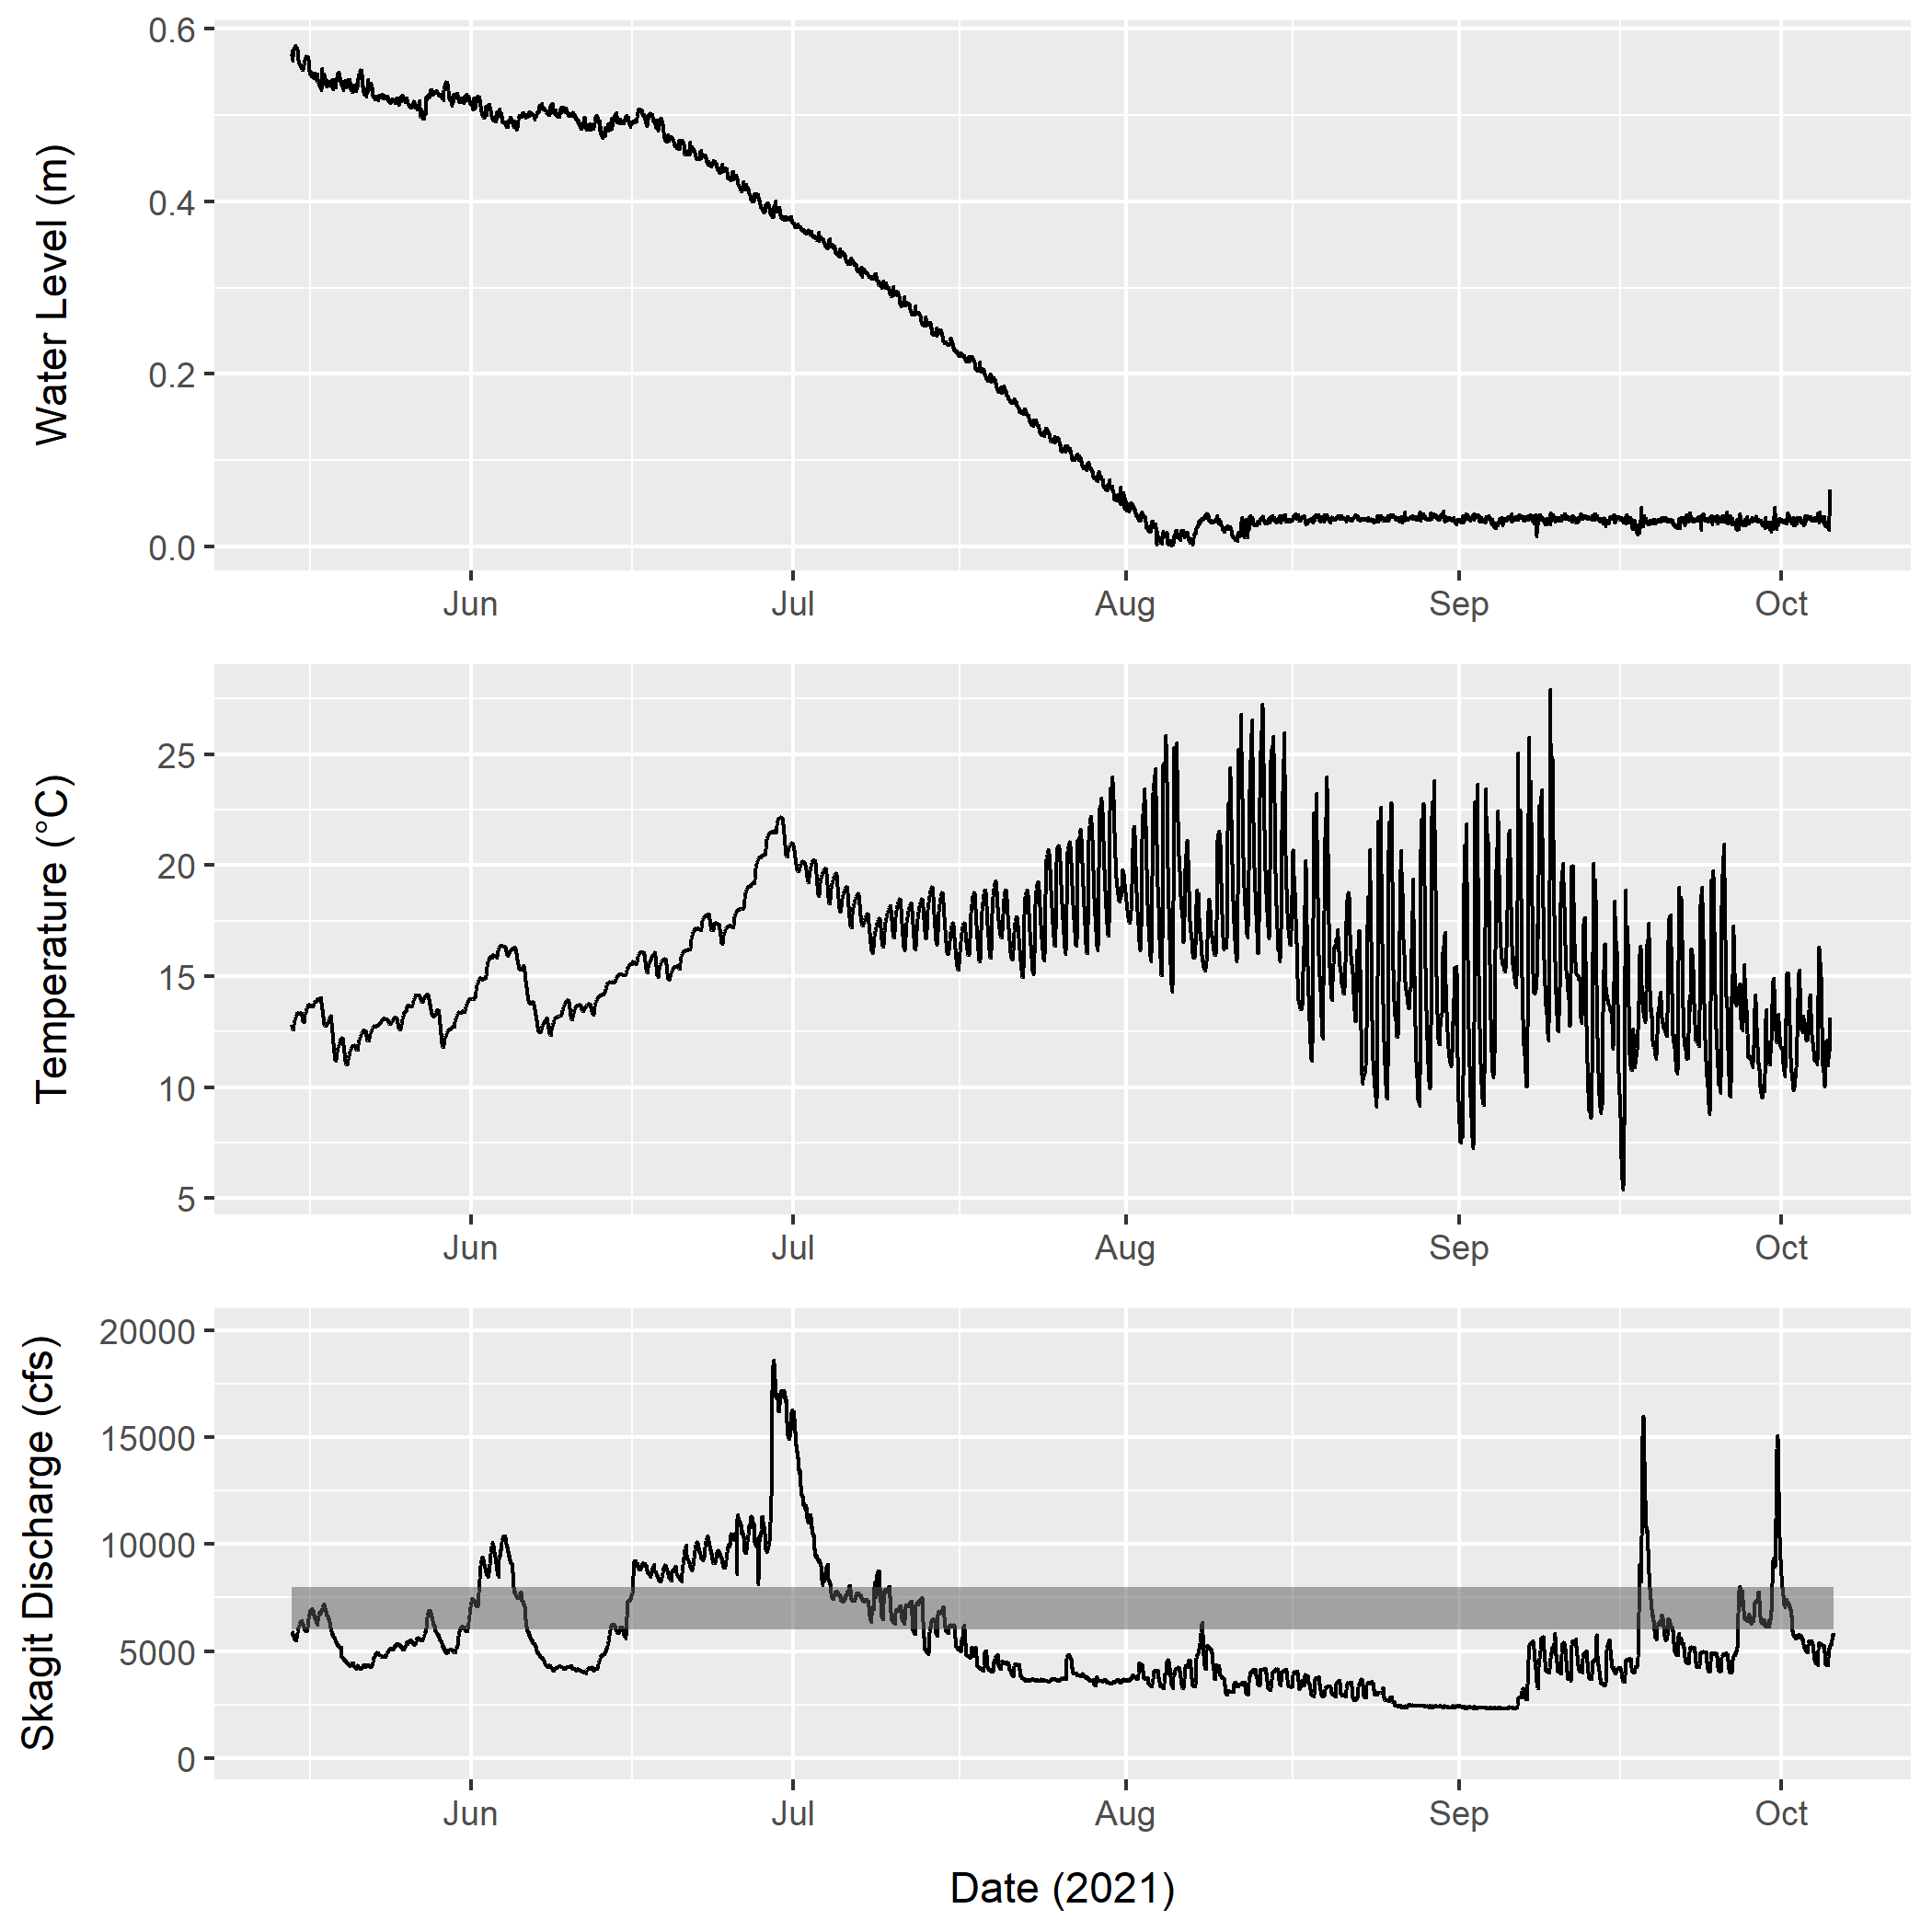 Water Level (m)
0.6
0.4
0.2
0.0
Jun Jul Aug Sep Oct
Temperature (°C)
25
20
15
10
5
Jun Jul Aug Sep Oct
Skagit Discharge (cfs)
20000
15000
10000
5000
0
Jun Jul Aug Sep Oct
Date (2021)